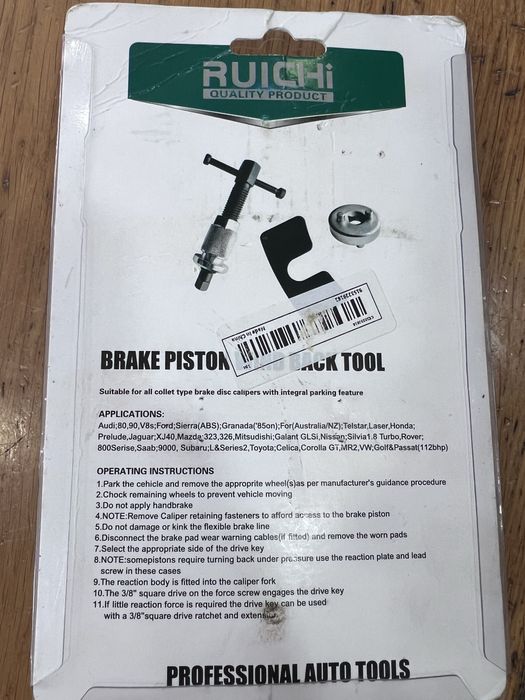 RUICHi
QUALITY PRODUCT
Made in China
BRAKE PISTON BACK TOOL
Suitable for all collet type brake disc calipers with integral parking feature
APPLICATIONS:
Audi;80,90,V8s;Ford;Sierra(ABS);Granada('85on);For(Australia/NZ);Telstar,Laser,Honda;
Prelude,Jaguar;XJ40,Mazda;323,326,Mitsudishi;Galant GLSi,Nissan;Silvia1.8 Turbo,Rover;
800Serise,Saab;9000, Subaru;L&Series2,Toyota;Celica,Corolla GT,MR2,VW;Golf&Passat(112bhp)
OPERATING INSTRUCTIONS
1.Park the cehicle and remove the approprite wheel(s)as per manufacturer's guidance procedure
2.Chock remaining wheels to prevent vehicle moving
3.Do not apply handbrake
4.NOTE:Remove Caliper retaining fasteners to afford access to the brake piston
5.Do not damage or kink the flexible brake line
6.Disconnect the brake pad wear warning cables(if fitted) and remove the worn pads
7.Select the appropriate side of the drive key
8.NOTE:somepistons require turning back under pressure use the reaction plate and lead
screw in these cases
9.The reaction body is fitted into the caliper fork
10.The 3/8" square drive on the force screw engages the drive key
11.If little reaction force is required the drive key can be used
with a 3/8"square drive ratchet and
PROFESSIONAL AUTO TOOLS